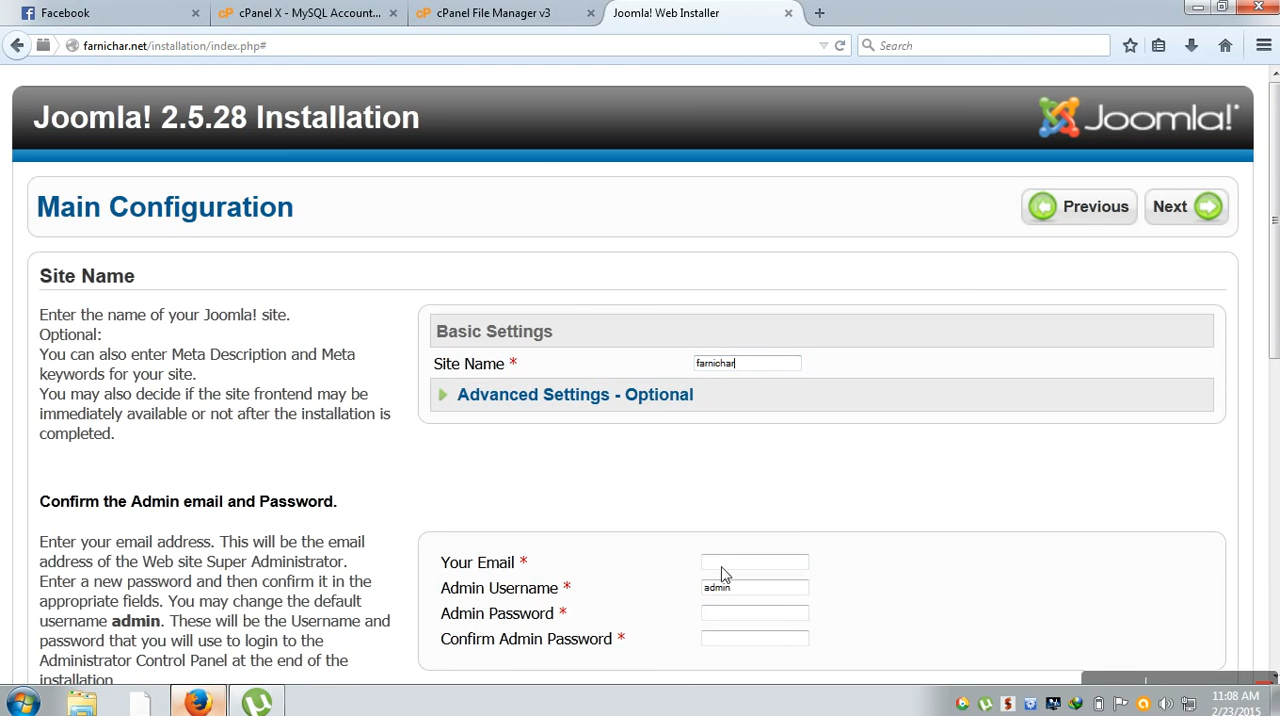 Facebook
cPanel X - MySQL Account...
cPanel File Manager v3
Joomla! Web Installer
farnichar.net/installation/index.php#
Search
Joomla! 2.5.28 Installation
Joomla!
Main Configuration
Previous
Next
Site Name
Enter the name of your Joomla! site.
Optional:
You can also enter Meta Description and Meta
keywords for your site.
You may also decide if the site frontend may be
immediately available or not after the installation is
completed.
Basic Settings
Site Name *
farnichar
Advanced Settings - Optional
Confirm the Admin email and Password.
Enter your email address. This will be the email
address of the Web site Super Administrator.
Enter a new password and then confirm it in the
appropriate fields. You may change the default
username admin. These will be the Username and
password that you will use to login to the
Administrator Control Panel at the end of the
installation
Your Email *
Admin Username *
admin
Admin Password *
Confirm Admin Password *
11:08 AM
2/23/2015